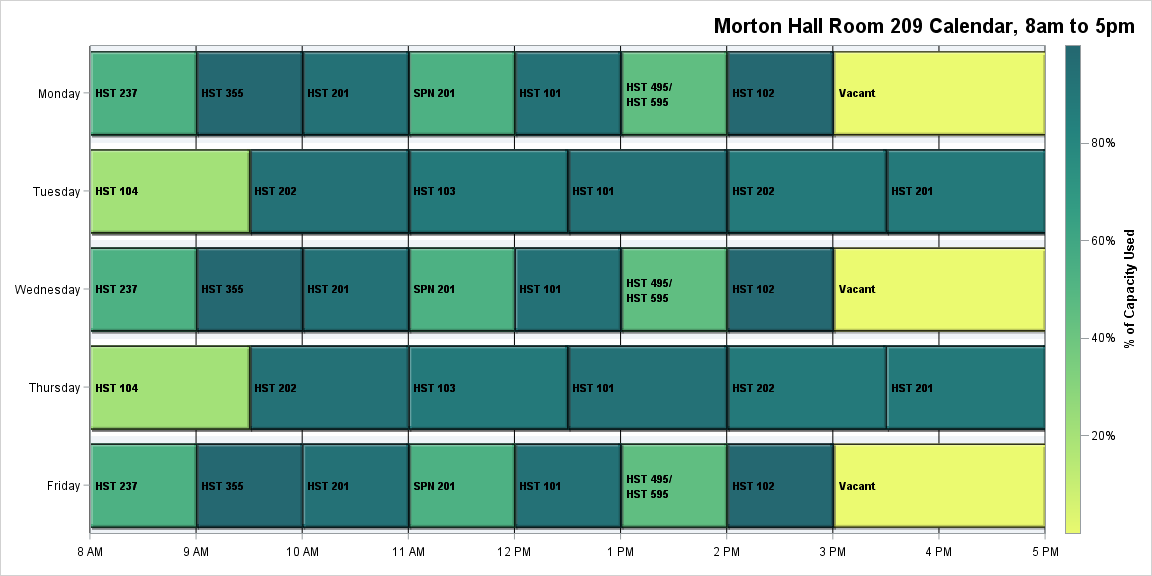 Morton Hall Room 209 Calendar, 8am to 5pm
Monday
HST 237
HST 355
HST 201
SPN 201
HST 101
HST 495/
HST 595
HST 102
Vacant
Tuesday
HST 104
HST 202
HST 103
HST 101
HST 202
HST 201
Wednesday
HST 237
HST 355
HST 201
SPN 201
HST 101
HST 495/
HST 595
HST 102
Vacant
Thursday
HST 104
HST 202
HST 103
HST 101
HST 202
HST 201
Friday
HST 237
HST 355
HST 201
SPN 201
HST 101
HST 495/
HST 595
HST 102
Vacant
8 AM
9 AM
10 AM
11 AM
12 PM
1 PM
2 PM
3 PM
4 PM
5 PM
80%
60%
40%
20%
% of Capacity Used